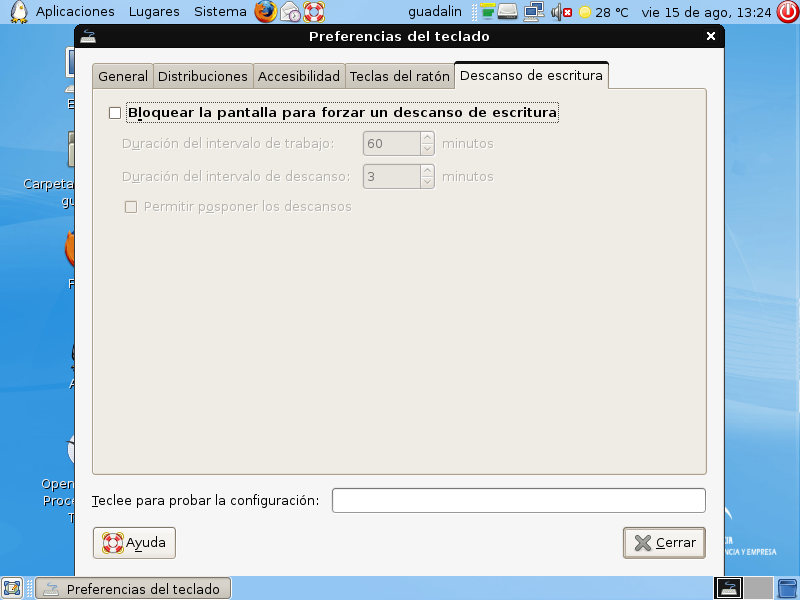 Aplicaciones Lugares Sistema guadalin 28 °C vie 15 de ago, 13:24
Preferencias del teclado
General Distribuciones Accesibilidad Teclas del ratón Descanso de escritura
Bloquear la pantalla para forzar un descanso de escritura
Duración del intervalo de trabajo: 60 minutos
Duración del intervalo de descanso: 3 minutos
Permitir posponer los descansos
Carpeta
Open
Proce
Teclee para probar la configuración:
Ayuda Cerrar
NCIA Y EMPRESA
Preferencias del teclado